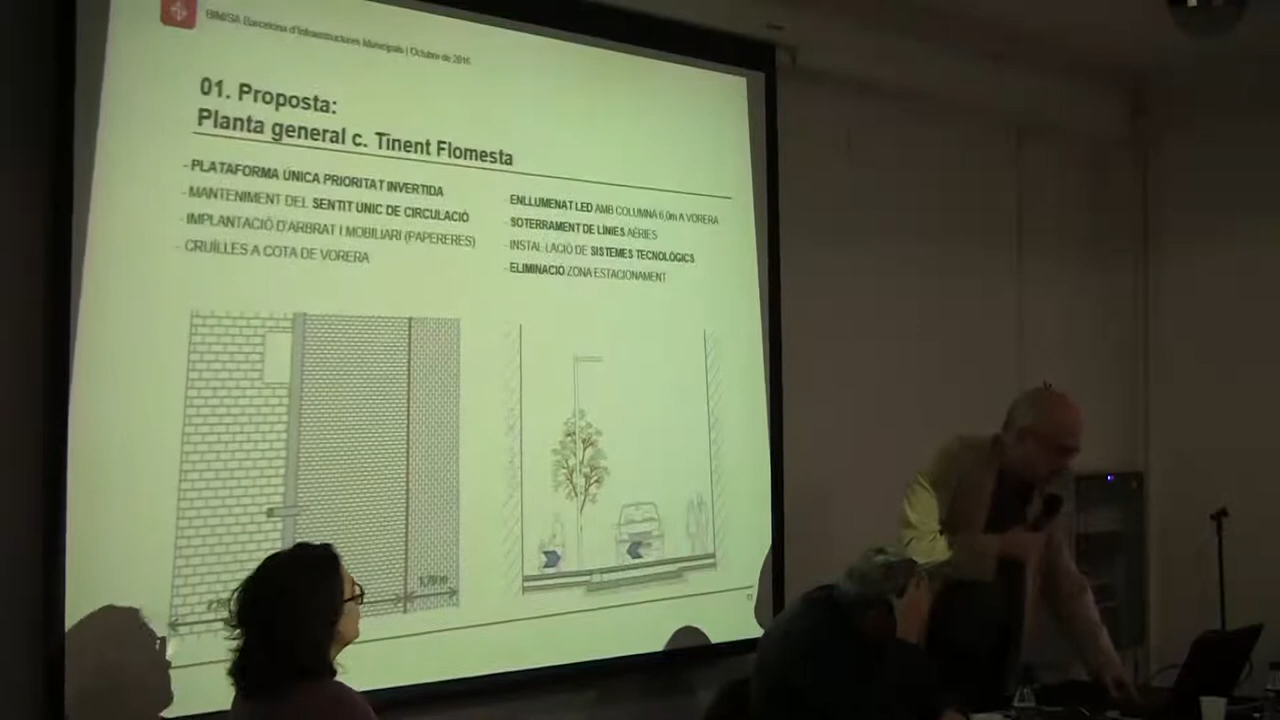 BIMISA Barcelona d'Infraestructures Municipals | Octubre de 2016
01. Proposta:
Planta general c. Tinent Flomesta
- PLATAFORMA ÚNICA PRIORITAT INVERTIDA
- MANTENIMENT DEL SENTIT ÚNIC DE CIRCULACIÓ
- IMPLANTACIÓ D'ARBRAT I MOBILIARI (PAPERERES)
- CRUÏLLES A COTA DE VORERA
- ENLLUMENAT LED AMB COLUMNA 6,0m A VORERA
- SOTERRAMENT DE LÍNIES AÈRIES
- INSTAL·LACIÓ DE SISTEMES TECNOLÒGICS
- ELIMINACIÓ ZONA ESTACIONAMENT